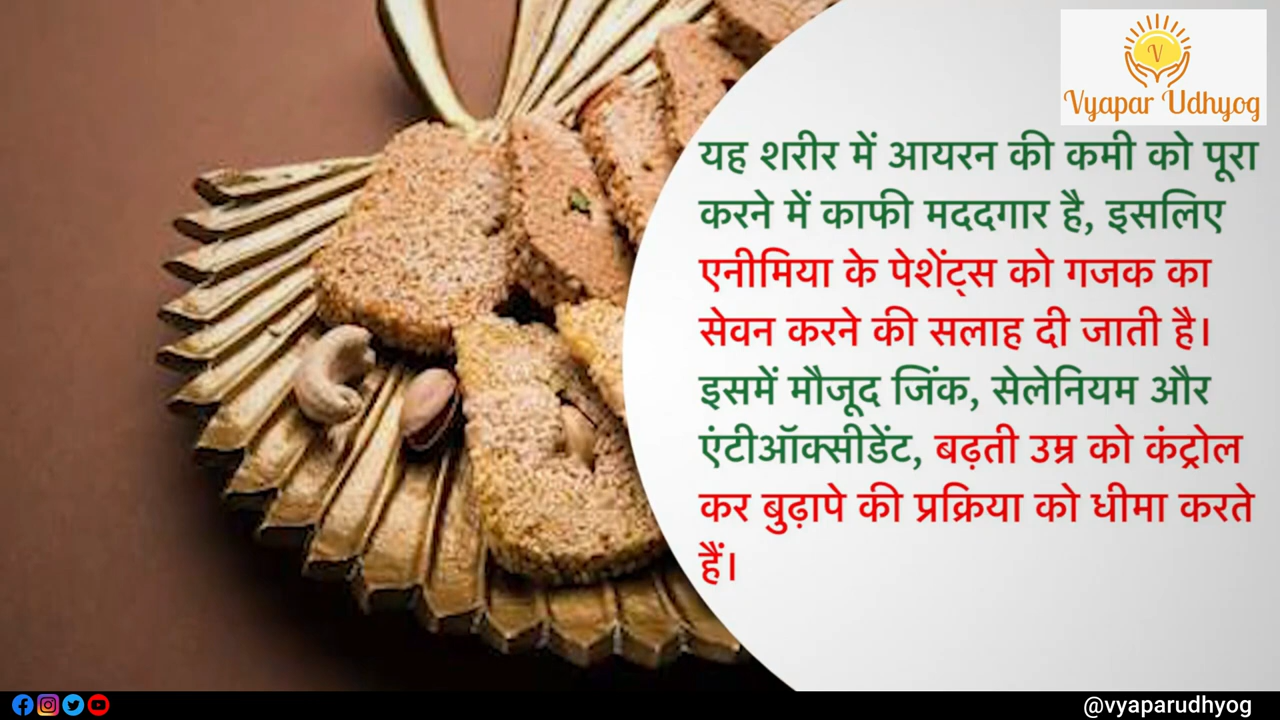 V
Vyapar Udhyog
यह शरीर में आयरन की कमी को पूरा
करने में काफी मददगार है, इसलिए
एनीमिया के पेशेंट्स को गजक का
सेवन करने की सलाह दी जाती है।
इसमें मौजूद जिंक, सेलेनियम और
एंटीऑक्सीडेंट, बढ़ती उम्र को कंट्रोल
कर बुढ़ापे की प्रक्रिया को धीमा करते
हैं।
@vyaparudhyog